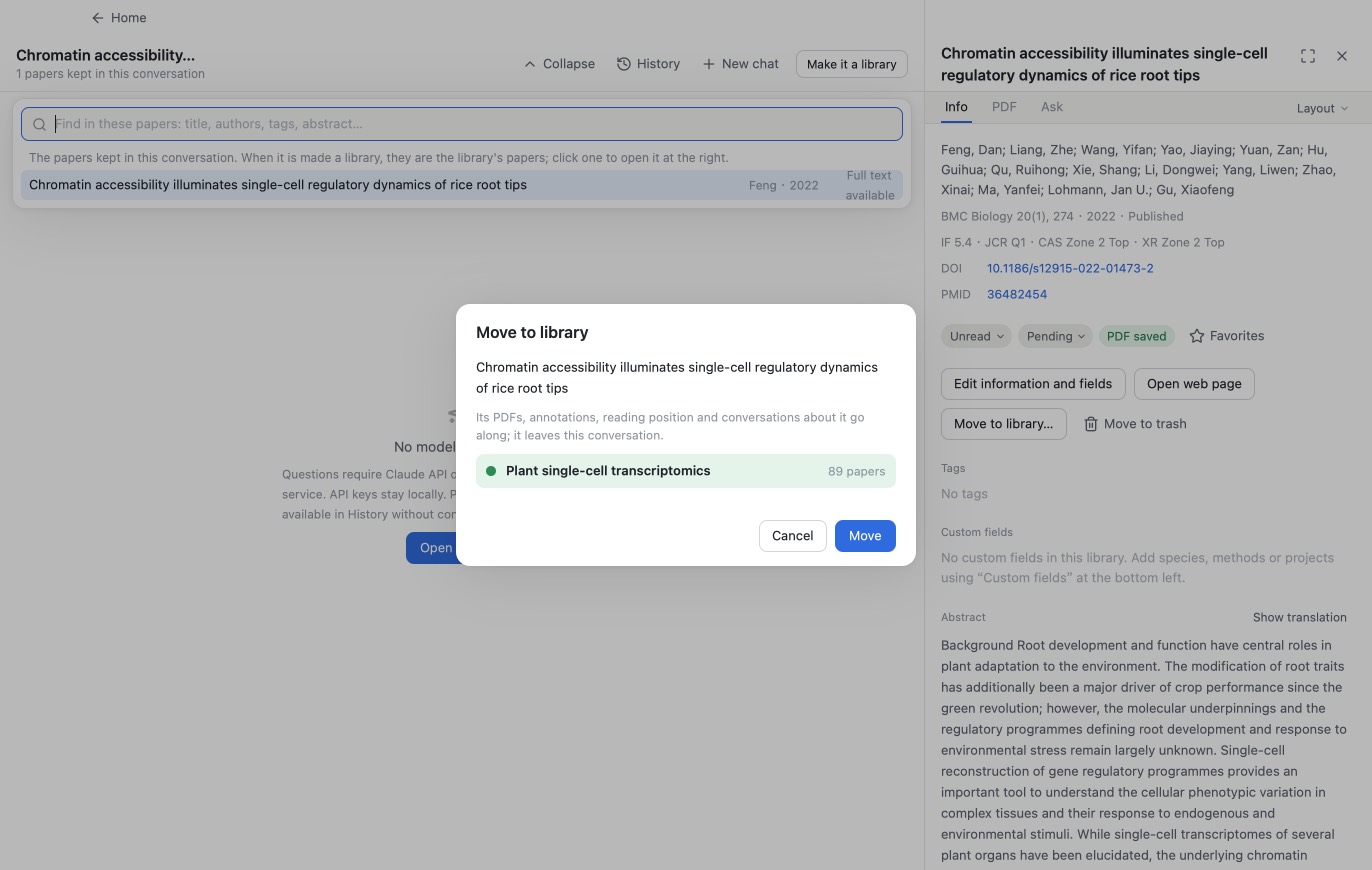 Home
Chromatin accessibility...
1 papers kept in this conversation
Collapse
History
New chat
Make it a library
Find in these papers: title, authors, tags, abstract...
The papers kept in this conversation. When it is made a library, they are the library's papers; click one to open it at the right.
Chromatin accessibility illuminates single-cell regulatory dynamics of rice root tips
Feng · 2022
Full text
available
No model
Questions require Claude API
service. API keys stay locally.
available in History without
Open
Move to library
Chromatin accessibility illuminates single-cell regulatory dynamics
of rice root tips
Its PDFs, annotations, reading position and conversations about it go
along; it leaves this conversation.
Plant single-cell transcriptomics
89 papers
Cancel
Move
Chromatin accessibility illuminates single-cell
regulatory dynamics of rice root tips
Info
PDF
Ask
Layout
Feng, Dan; Liang, Zhe; Wang, Yifan; Yao, Jiaying; Yuan, Zan; Hu,
Guihua; Qu, Ruihong; Xie, Shang; Li, Dongwei; Yang, Liwen; Zhao,
Xinai; Ma, Yanfei; Lohmann, Jan U.; Gu, Xiaofeng
BMC Biology 20(1), 274 · 2022 · Published
IF 5.4 · JCR Q1 · CAS Zone 2 Top · XR Zone 2 Top
DOI 10.1186/s12915-022-01473-2
PMID 36482454
Unread
Pending
PDF saved
Favorites
Edit information and fields
Open web page
Move to library...
Move to trash
Tags
No tags
Custom fields
No custom fields in this library. Add species, methods or projects
using “Custom fields” at the bottom left.
Abstract
Show translation
Background Root development and function have central roles in
plant adaptation to the environment. The modification of root traits
has additionally been a major driver of crop performance since the
green revolution; however, the molecular underpinnings and the
regulatory programmes defining root development and response to
environmental stress remain largely unknown. Single-cell
reconstruction of gene regulatory programmes provides an
important tool to understand the cellular phenotypic variation in
complex tissues and their response to endogenous and
environmental stimuli. While single-cell transcriptomes of several
plant organs have been elucidated, the underlying chromatin